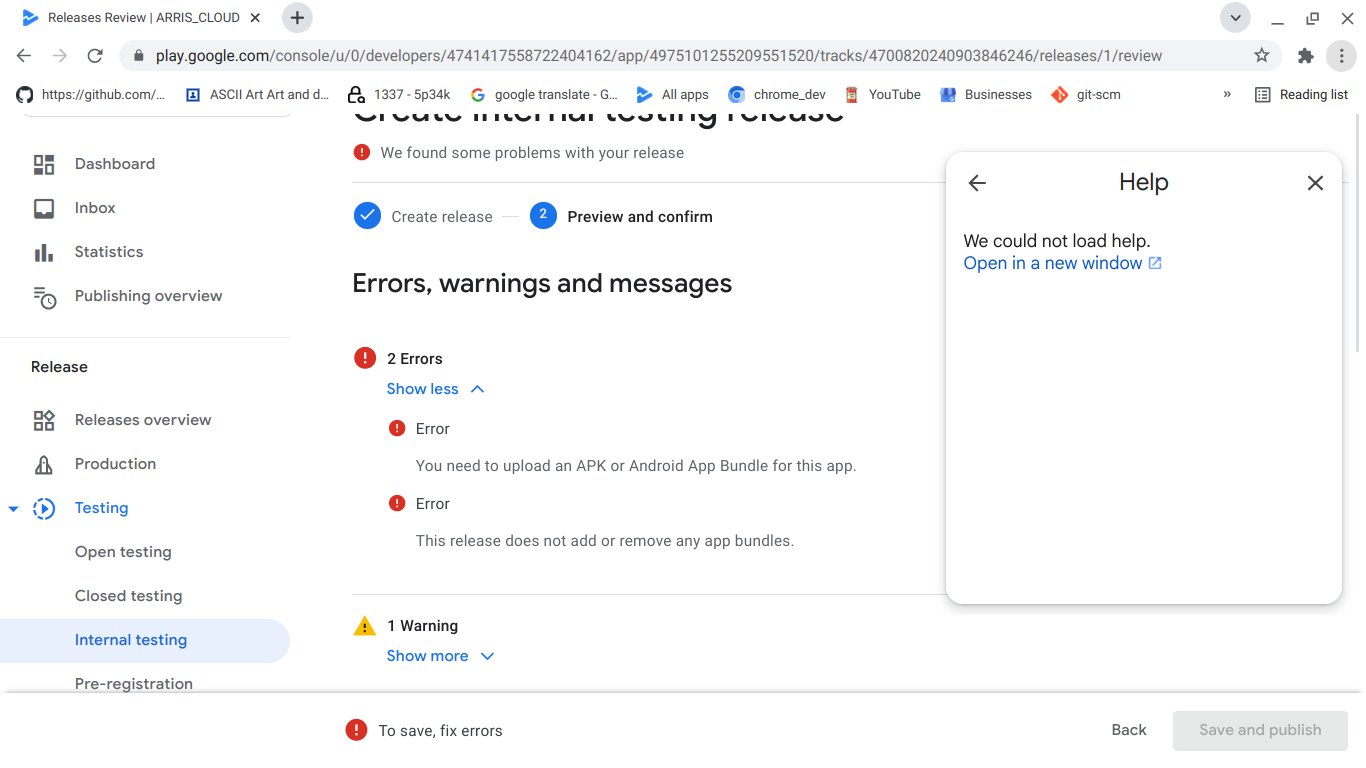 Releases Review | ARRIS_CLOUD
play.google.com/console/u/0/developers/4741417558722404162/app/4975101255209551520/tracks/4700820240903846246/releases/1/review
https://github.com/... ASCII Art Art and d... 1337 - 5p34k google translate - G... All apps chrome_dev YouTube Businesses git-scm » Reading list
Dashboard
Inbox
Statistics
Publishing overview
Release
Releases overview
Production
Testing
Open testing
Closed testing
Internal testing
Pre-registration
Create internal testing release
We found some problems with your release
Create release
2 Preview and confirm
Errors, warnings and messages
2 Errors
Show less
Error
You need to upload an APK or Android App Bundle for this app.
Error
This release does not add or remove any app bundles.
1 Warning
Show more
Help
We could not load help.
Open in a new window
To save, fix errors
Back
Save and publish